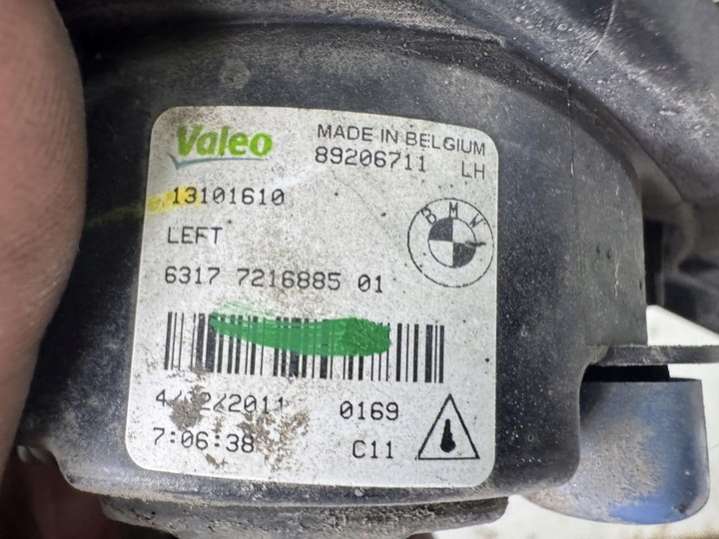 Valeo
MADE IN BELGIUM
89206711 LH
13101610
BMW
LEFT
6317 7216885 01
0169
7:06:38
C11